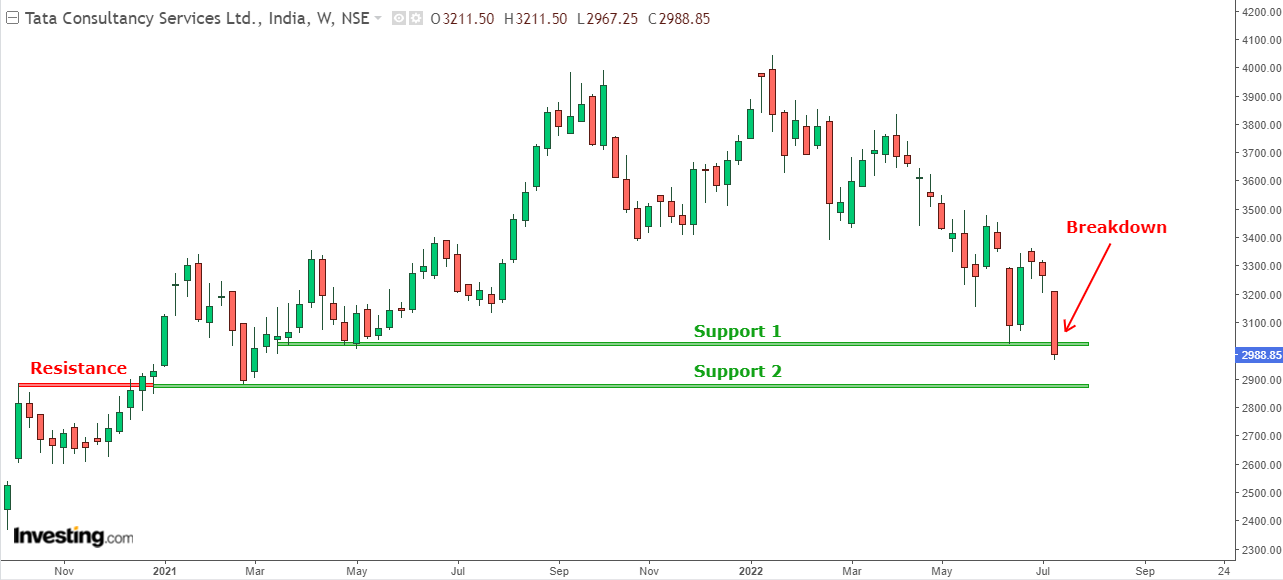 Tata Consultancy Services Ltd., India, W, NSE O3211.50 H3211.50 L2967.25 C2988.85
4200.00
4100.00
4000.00
3900.00
3800.00
3700.00
3600.00
3500.00
Breakdown
3400.00
3300.00
3200.00
Support 1
3100.00
2988.85
Resistance
Support 2
2900.00
2800.00
2700.00
2600.00
2500.00
2400.00
Investing.com
2300.00
Nov 2021 Mar May Jul Sep Nov 2022 Mar May Jul Sep 24